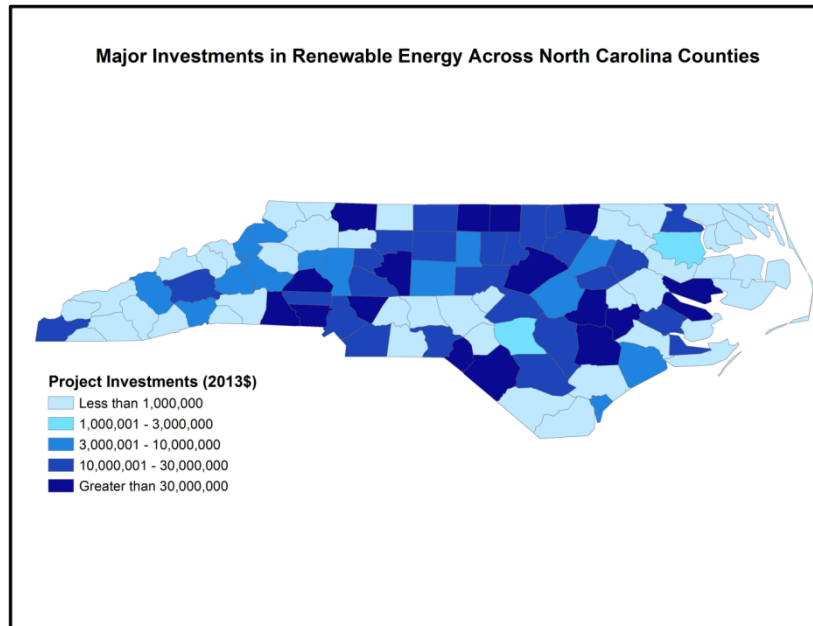 Major Investments in Renewable Energy Across North Carolina Counties
Project Investments (2013$)
Less than 1,000,000
1,000,001 - 3,000,000
3,000,001 - 10,000,000
10,000,001 - 30,000,000
Greater than 30,000,000